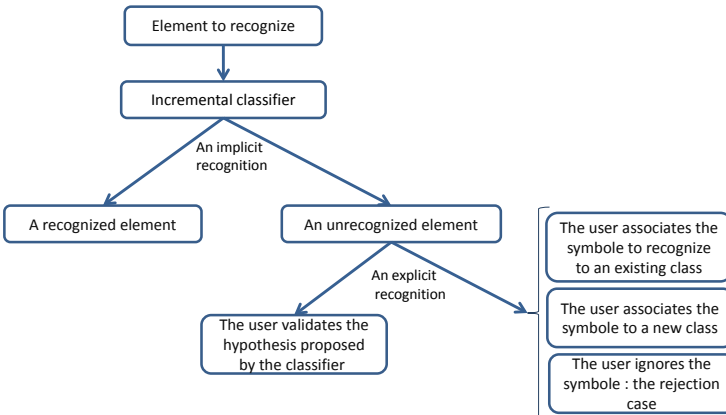 Element to recognize
Incremental classifier
An implicit
recognition
A recognized element
An unrecognized element
An explicit
recognition
The user validates the
hypothesis proposed
by the classifier
The user associates the
symbole to recognize
to an existing class
The user associates the
symbole to a new class
The user ignores the
symbole : the rejection
case